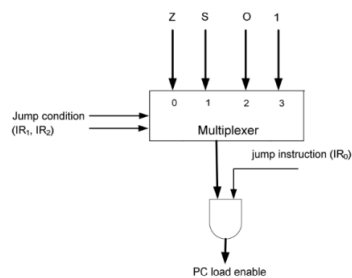 Z S O 1
0 1 2 3
Jump condition
(IR₁, IR₂)
Multiplexer
jump instruction (IR₀)
PC load enable